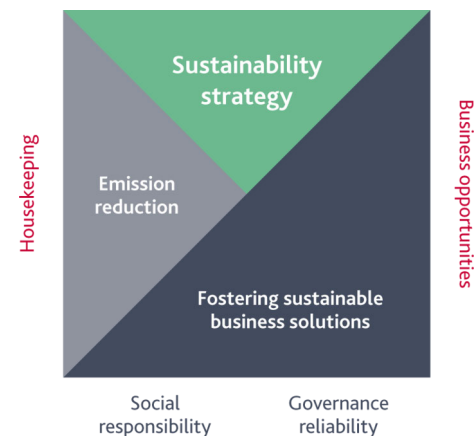 Sustainability
strategy
Housekeeping
Emission
reduction
Business opportunities
Fostering sustainable
business solutions
Social
responsibility
Governance
reliability